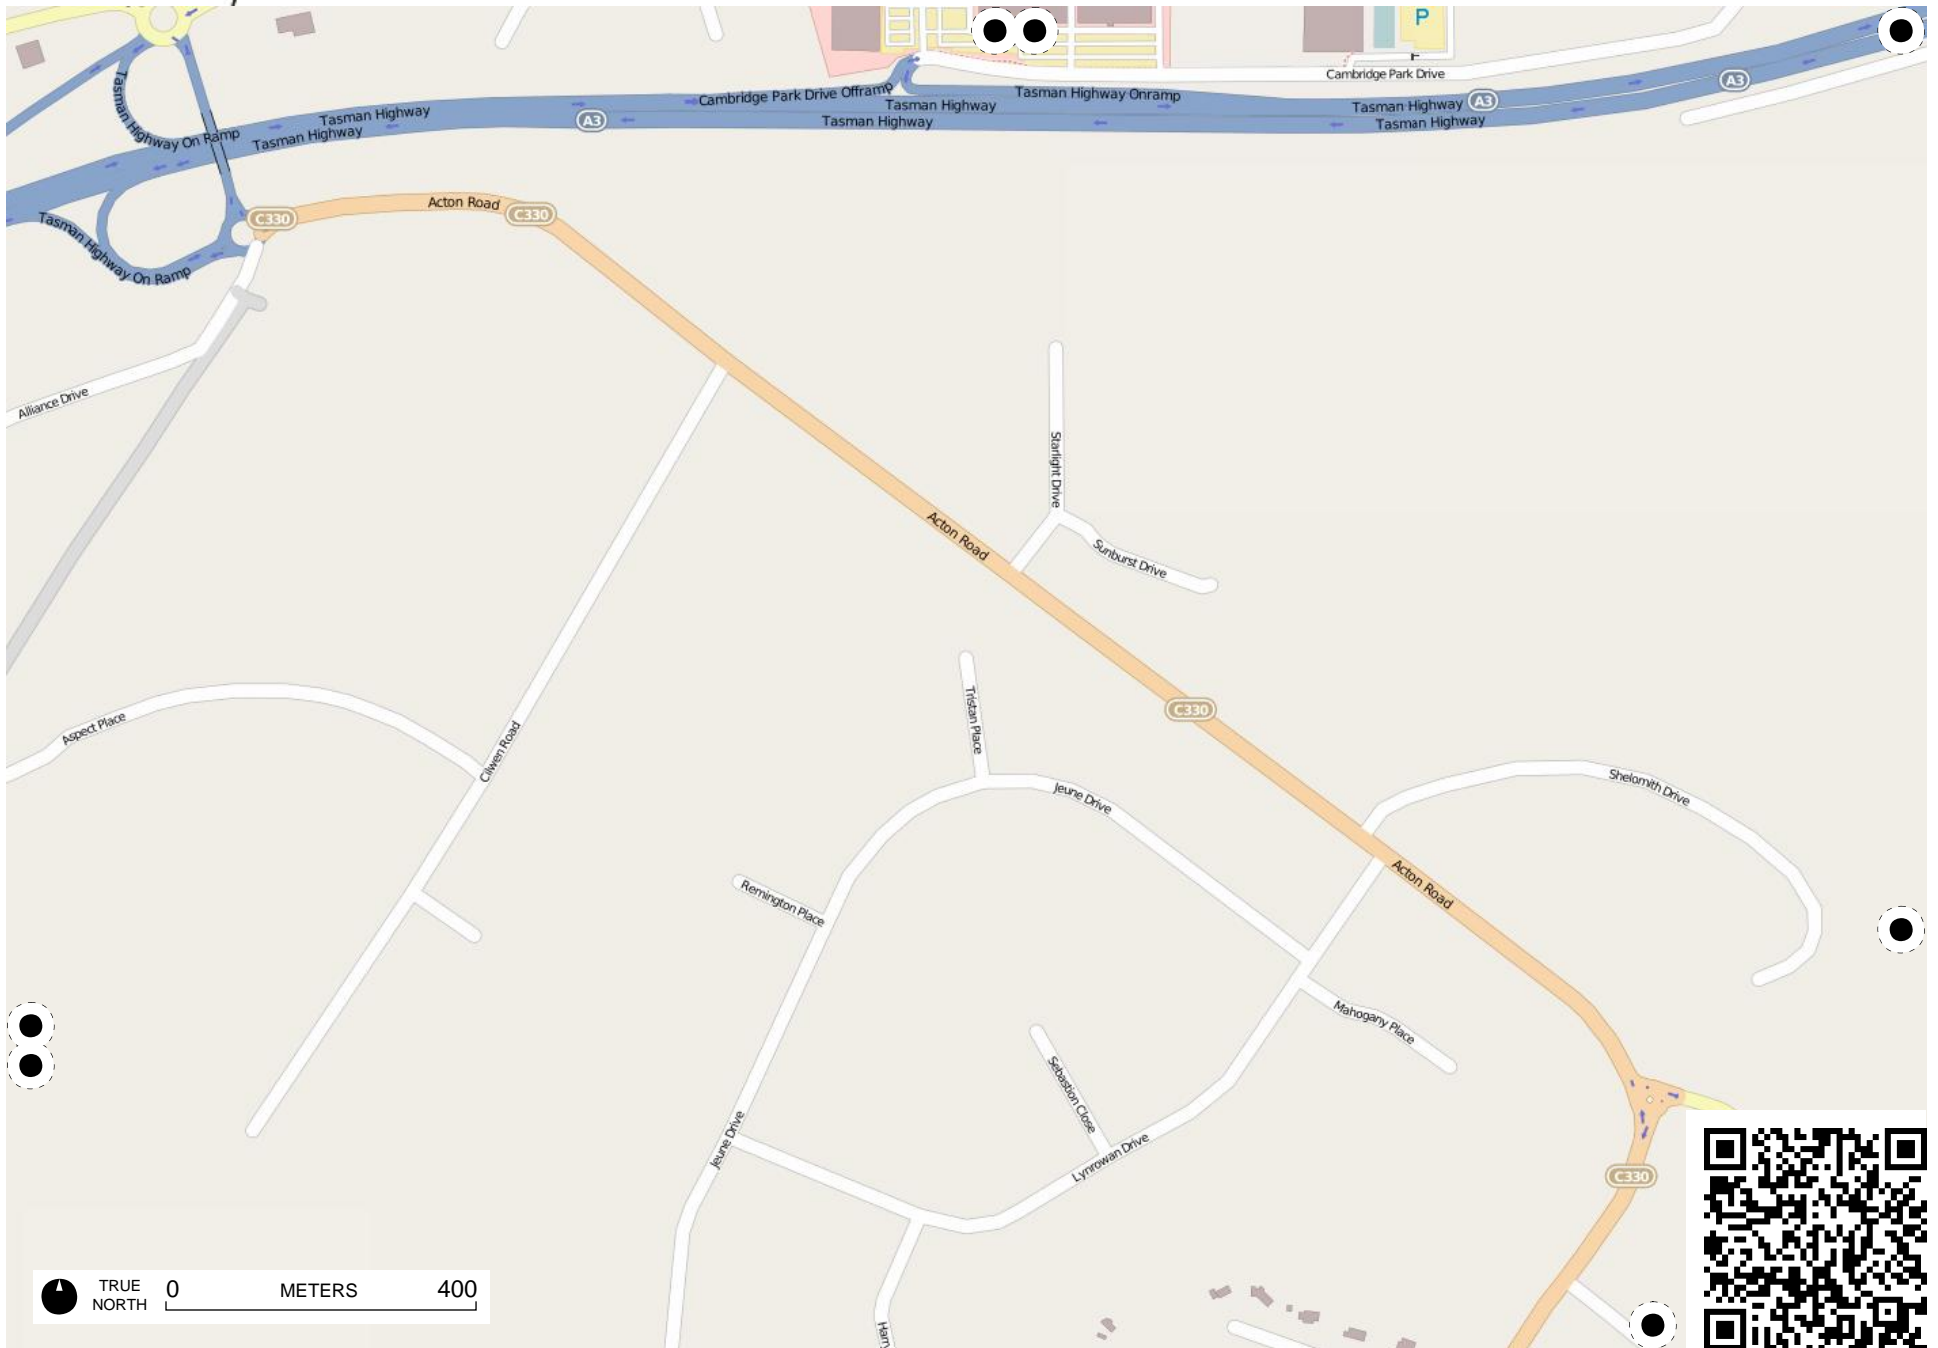 P
Cambridge Park Drive
A3
Cambridge Park Drive Offramp
Tasman Highway Onramp
Tasman Highway
Tasman Highway
Tasman Highway
A3
Tasman Highway On Ramp
Tasman Highway
A3
Tasman Highway
Tasman Highway
Acton Road
C330
C330
Tasman Highway On Ramp
Alliance Drive
Starlight Drive
Acton Road
Sunburst Drive
C330
Tristan Place
Aspect Place
Cilwen Road
Jeune Drive
Shelomith Drive
Acton Road
Remington Place
Mahogany Place
Sebastion Close
Jeune Drive
Lynrowan Drive
C330
TRUE
NORTH
0
METERS
400